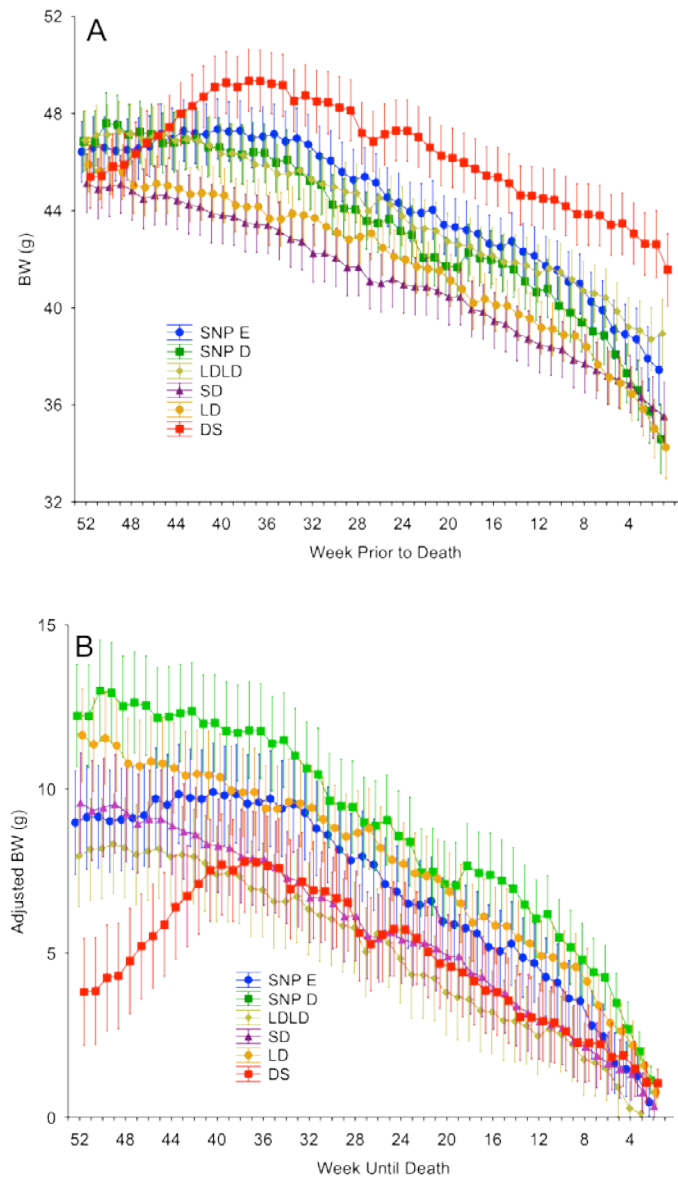 A
52
48
44
40
36
32
BW (g)
SNP E
SNP D
LDLD
SD
LD
DS
52 48 44 40 36 32 28 24 20 16 12 8 4
Week Prior to Death
B
15
10
5
0
Adjusted BW (g)
SNP E
SNP D
LDLD
SD
LD
DS
52 48 44 40 36 32 28 24 20 16 12 8 4
Week Until Death